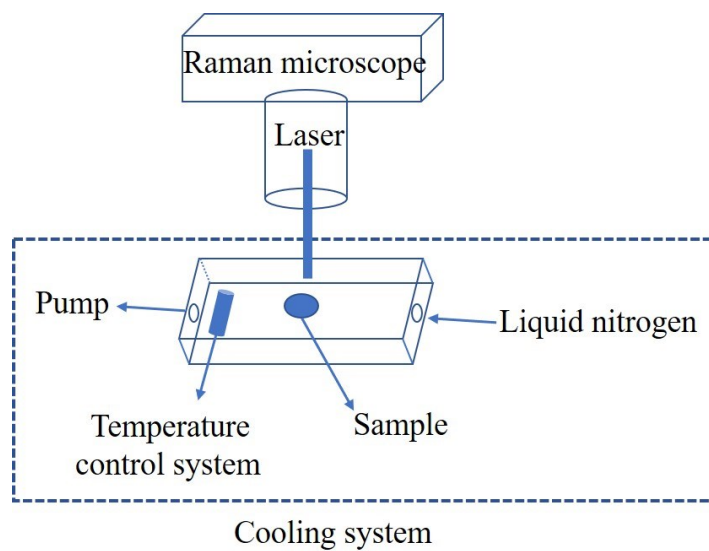 Raman microscope
Laser
Pump
Liquid nitrogen
Temperature
control system
Sample
Cooling system